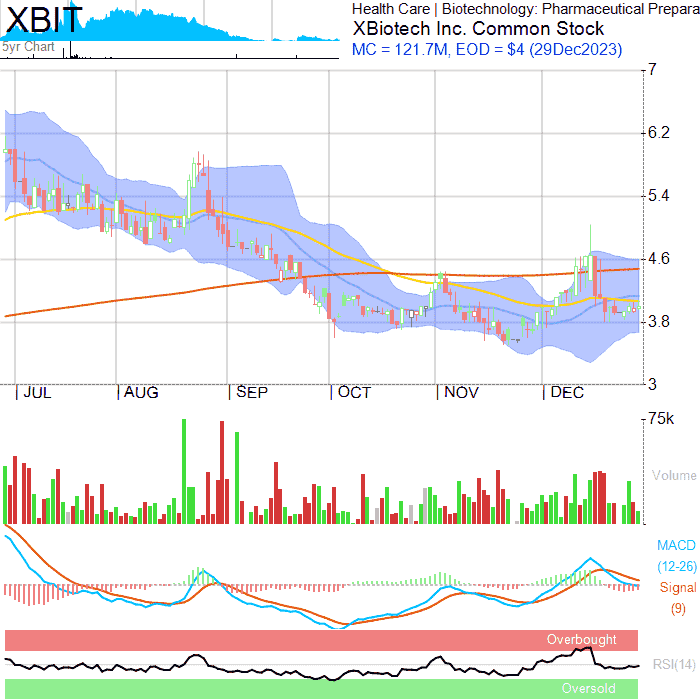 XBIT
5yr Chart
Health Care | Biotechnology: Pharmaceutical Prepara
XBiotech Inc. Common Stock
MC = 121.7M, EOD = $4 (29Dec2023)
7
6.2
5.4
4.6
3.8
3
JUL AUG SEP OCT NOV DEC
75k
Volume
MACD
(12-26)
Signal
(9)
Overbought
RSI(14)
Oversold